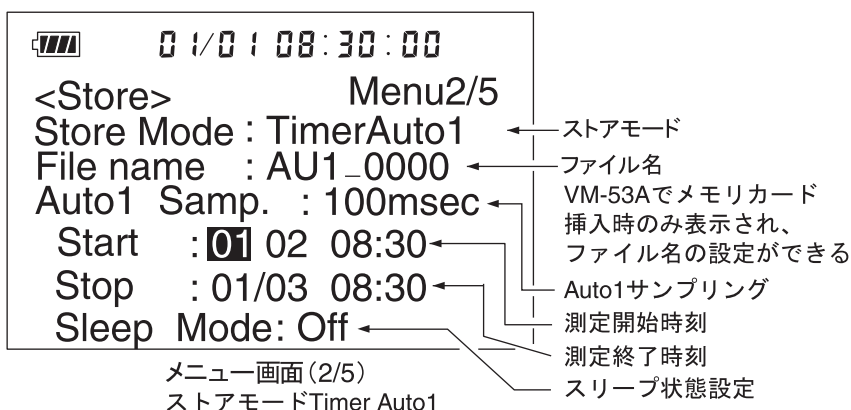 01/01 08:30:00
<Store> Menu2/5
Store Mode : TimerAuto1
File name : AU1_0000
Auto1 Samp. : 100msec
Start : 01 02 08:30
Stop : 01/03 08:30
Sleep Mode: Off
ストアモード
ファイル名
VM-53Aでメモリカード
挿入時のみ表示され、
ファイル名の設定ができる
Auto1サンプリング
測定開始時刻
測定終了時刻
スリープ状態設定
メニュー画面(2/5)
ストアモードTimer Auto1